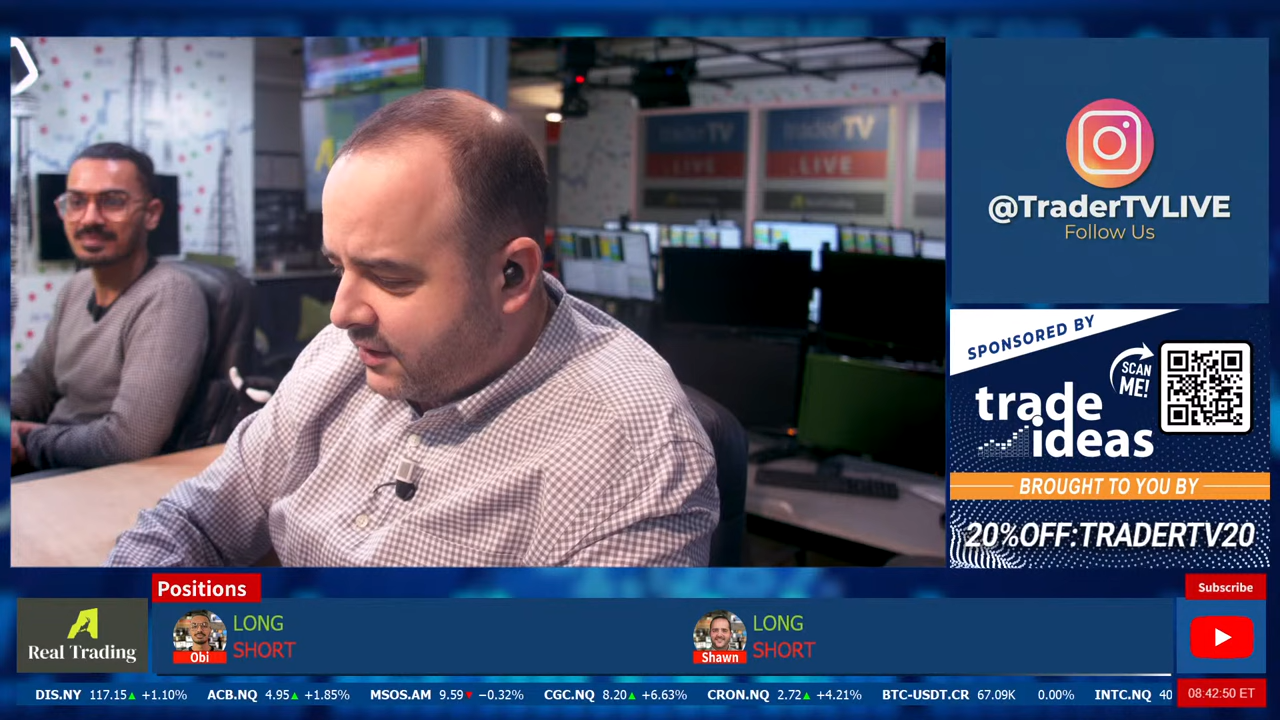 traderTV
LIVE
traderTV
LIVE
@TraderTVLIVE
Follow Us
SPONSORED BY
SCAN
ME!
trade
ideas
BROUGHT TO YOU BY
20%OFF:TRADERTV20
Positions
Subscribe
Real Trading
Obi
LONG
SHORT
Shawn
LONG
SHORT
DIS.NY 117.15▲ +1.10% ACB.NQ 4.95▲ +1.85% MSOS.AM 9.59▼ −0.32% CGC.NQ 8.20▲ +6.63% CRON.NQ 2.72▲ +4.21% BTC-USDT.CR 67.09K 0.00% INTC.NQ 40
08:42:50 ET